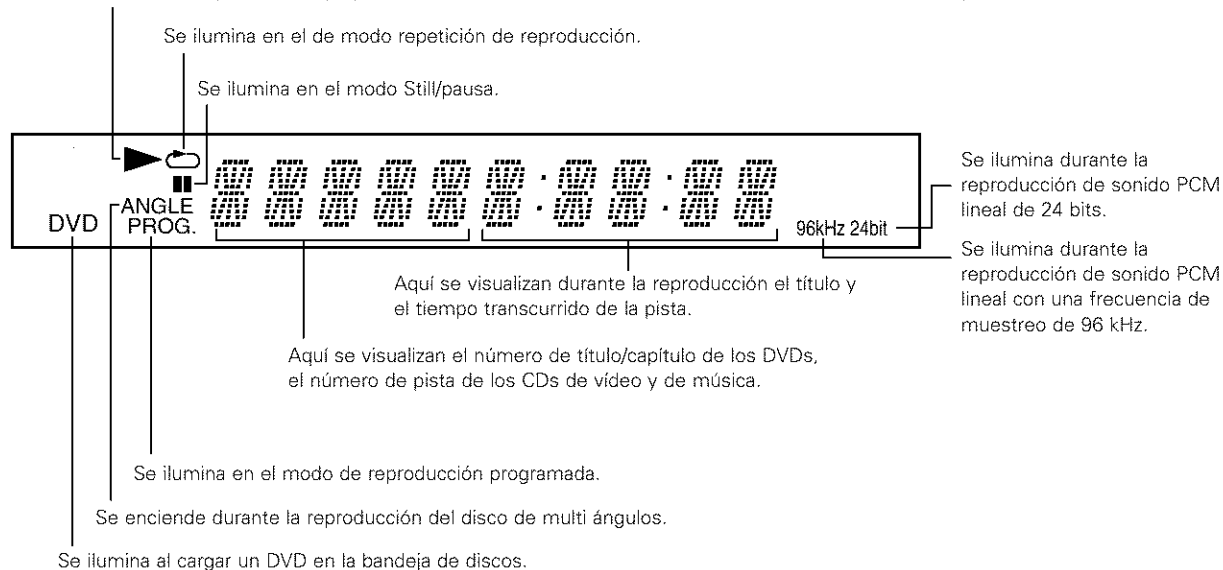 Se ilumina en el de modo repetición de reproducción.
Se ilumina en el modo Still/pausa.
ANGLE
DVD PROG.
96kHz 24bit
Se ilumina durante la
reproducción de sonido PCM
lineal de 24 bits.
Se ilumina durante la
reproducción de sonido PCM
lineal con una frecuencia de
muestreo de 96 kHz.
Aquí se visualizan durante la reproducción el título y
el tiempo transcurrido de la pista.
Aquí se visualizan el número de título/capítulo de los DVDs,
el número de pista de los CDs de vídeo y de música.
Se ilumina en el modo de reproducción programada.
Se enciende durante la reproducción del disco de multi ángulos.
Se ilumina al cargar un DVD en la bandeja de discos.